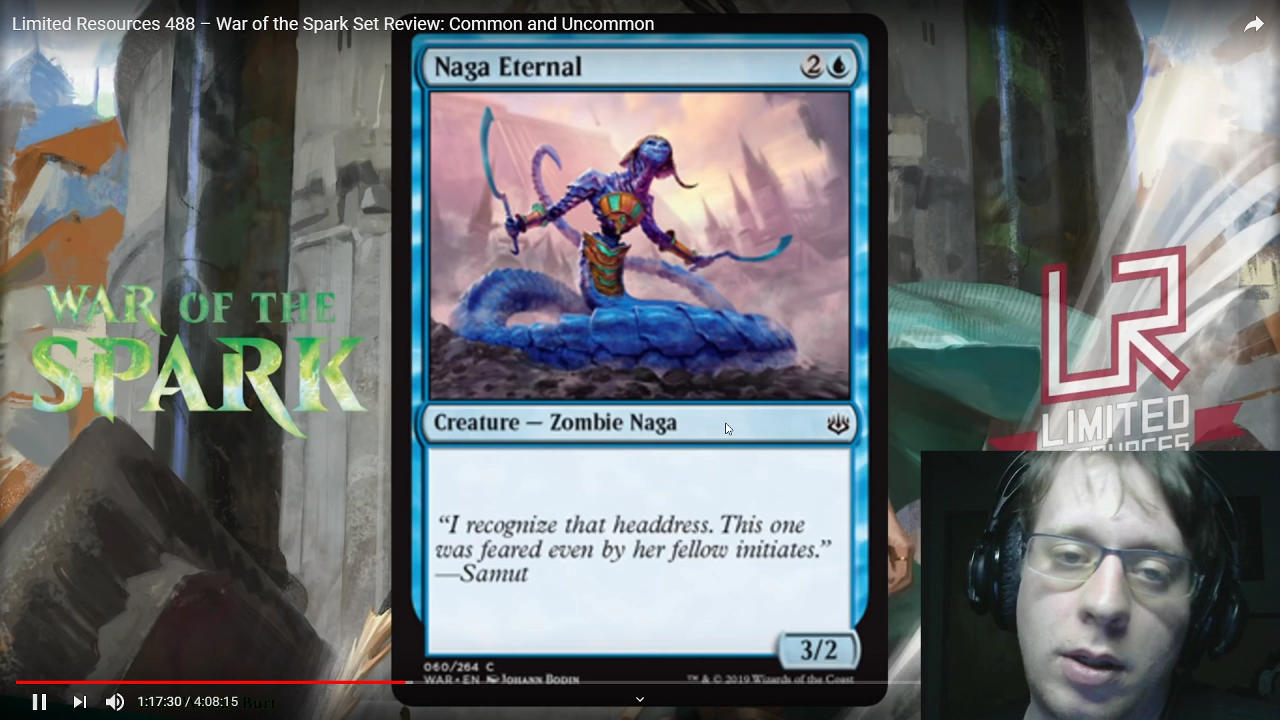 Limited Resources 488 – War of the Spark Set Review: Common and Uncommon
Naga Eternal
2
WAR OF THE
SPARK
LR
LIMITED
Creature — Zombie Naga
“I recognize that headdress. This one
was feared even by her fellow initiates.”
—Samut
3/2
060/264 C
WAR • EN JOHANN BODIN
™ & © 2019 Wizards of the Coast
1:17:30 / 4:08:15